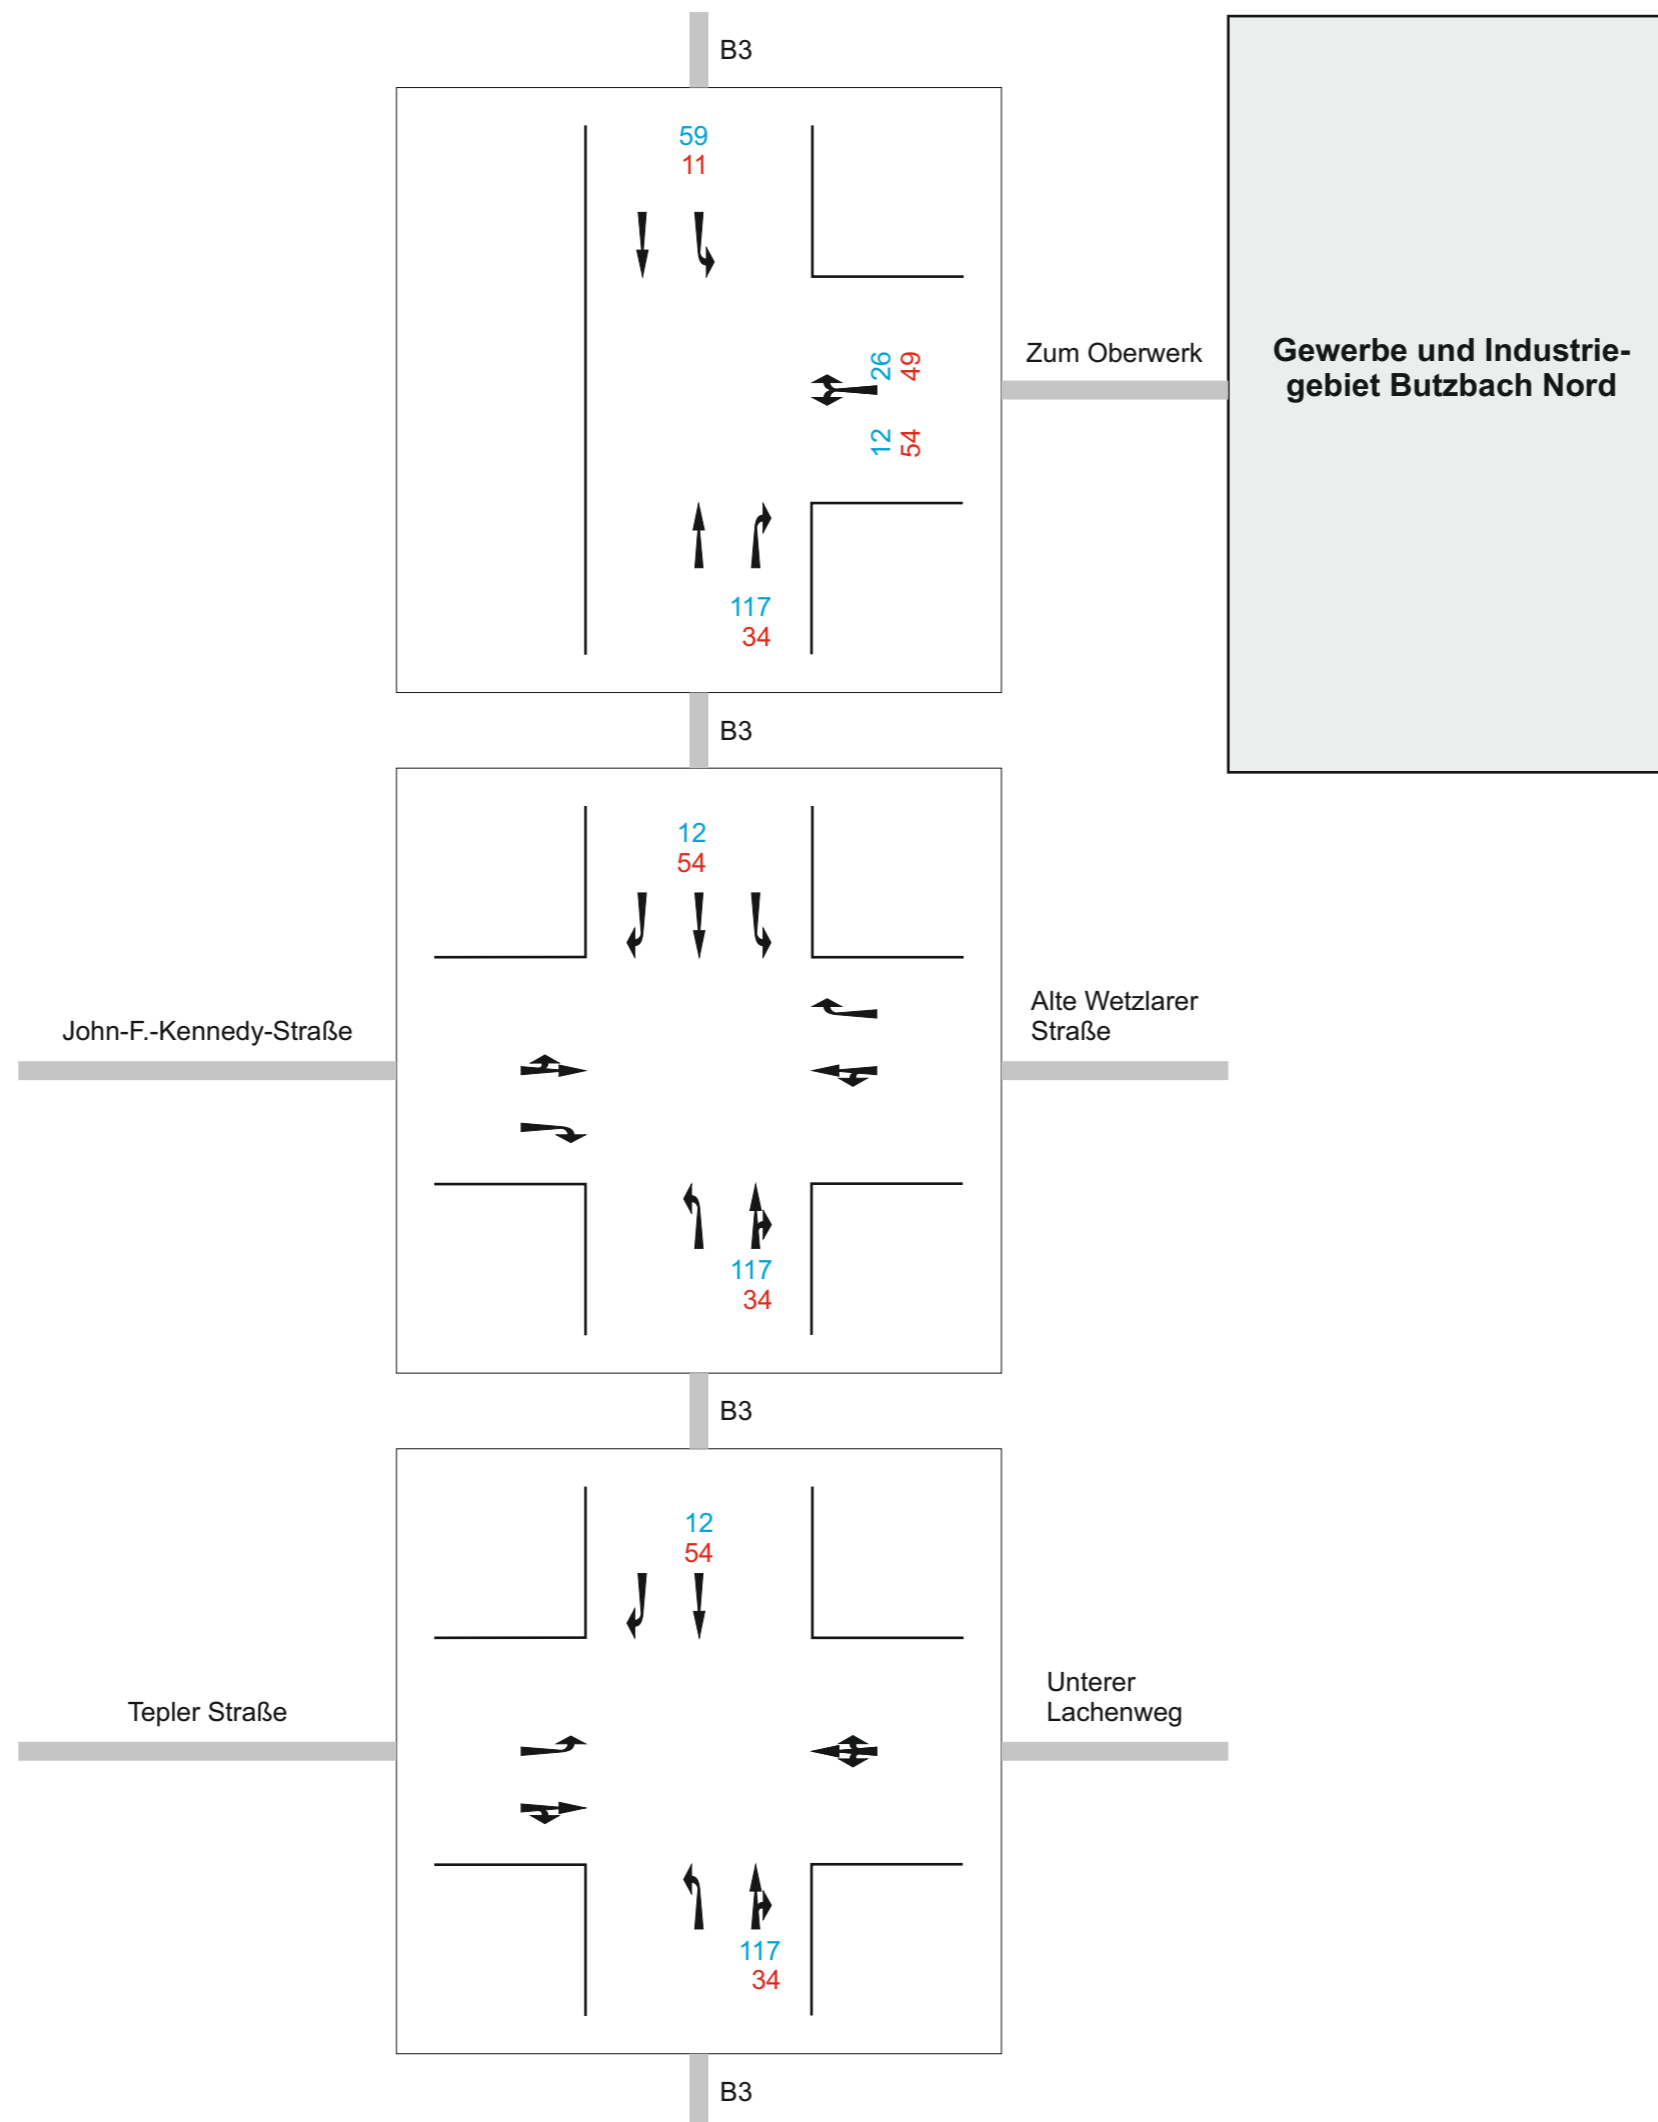 B3
59
11
Zum Oberwerk
Gewerbe und Industrie-
gebiet Butzbach Nord
26
49
12
54
117
34
B3
12
54
John-F.-Kennedy-Straße
Alte Wetzlarer
Straße
117
34
B3
12
54
Tepler Straße
Unterer
Lachenweg
117
34
B3